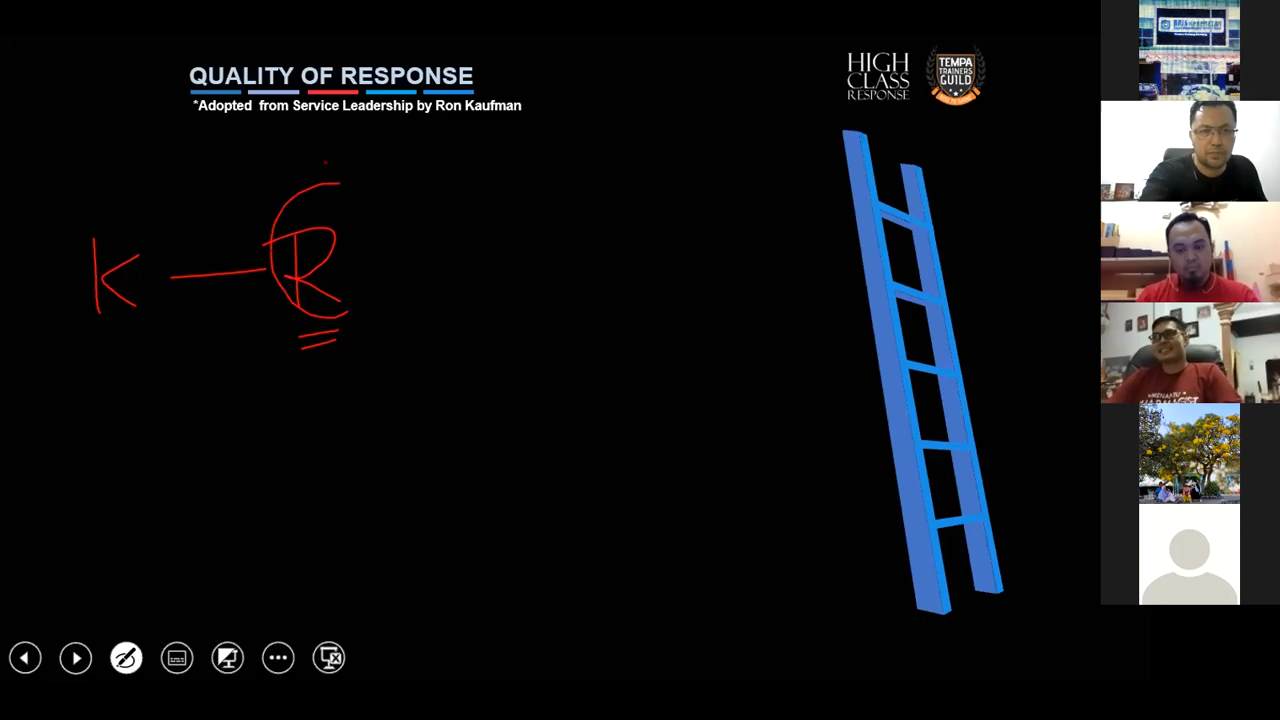 QUALITY OF RESPONSE
*Adopted from Service Leadership by Ron Kaufman
HIGH
CLASS
RESPONSE
TEMPA
TRAINERS
GUILD
K — R